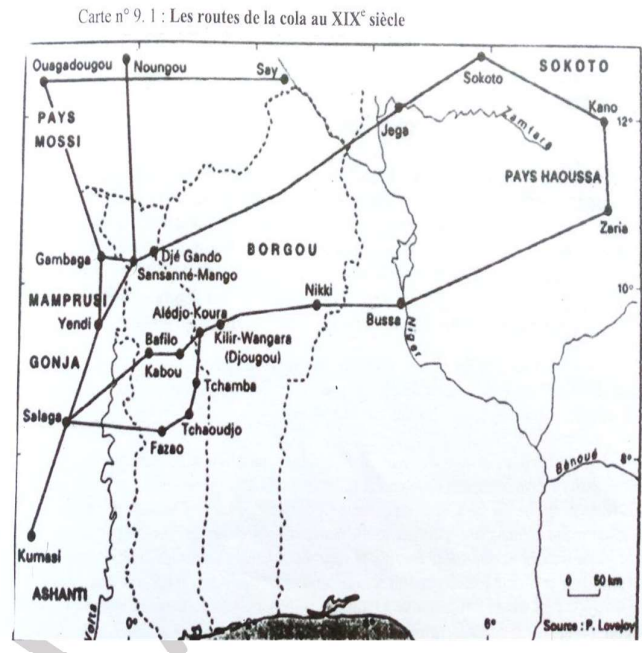 Carte n° 9. 1 : Les routes de la cola au XIXe siècle
Ouagadougou
Noungou
Say
Sokoto
SOKOTO
PAYS
MOSSI
Jega
Zamfara
Kano
12°
PAYS HAOUSSA
Zaria
BORGOU
Gambaga
Djé Gando
Sansanné-Mango
10°
MAMPRUSI
Alédjo-Koura
Nikki
Bussa
Yendi
Bafilo
Kilir-Wangara
(Djougou)
Niger
GONJA
Kabou
Tchamba
Salaga
Tchaoudjo
Fazao
8°
Bénoué
Kumasi
ASHANTI
0 50 km
Volta
0°
2°
4°
6°
Source : P. Lovejoy